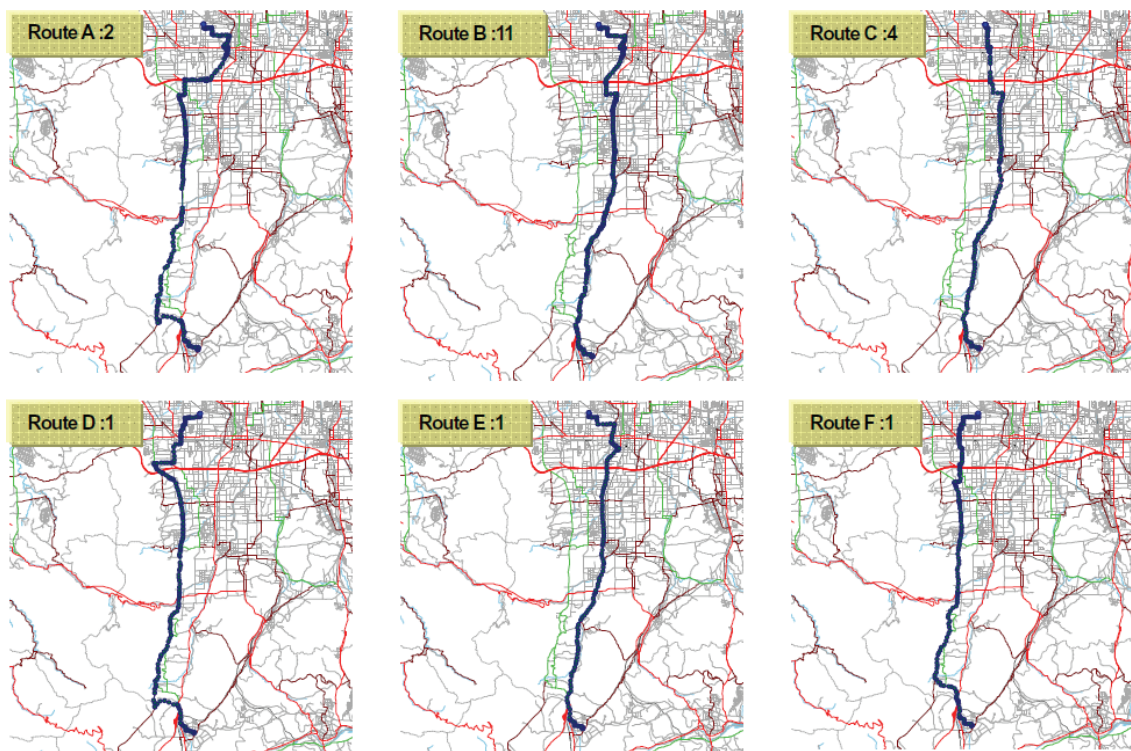 Route A :2
Route B :11
Route C :4
Route D :1
Route E :1
Route F :1